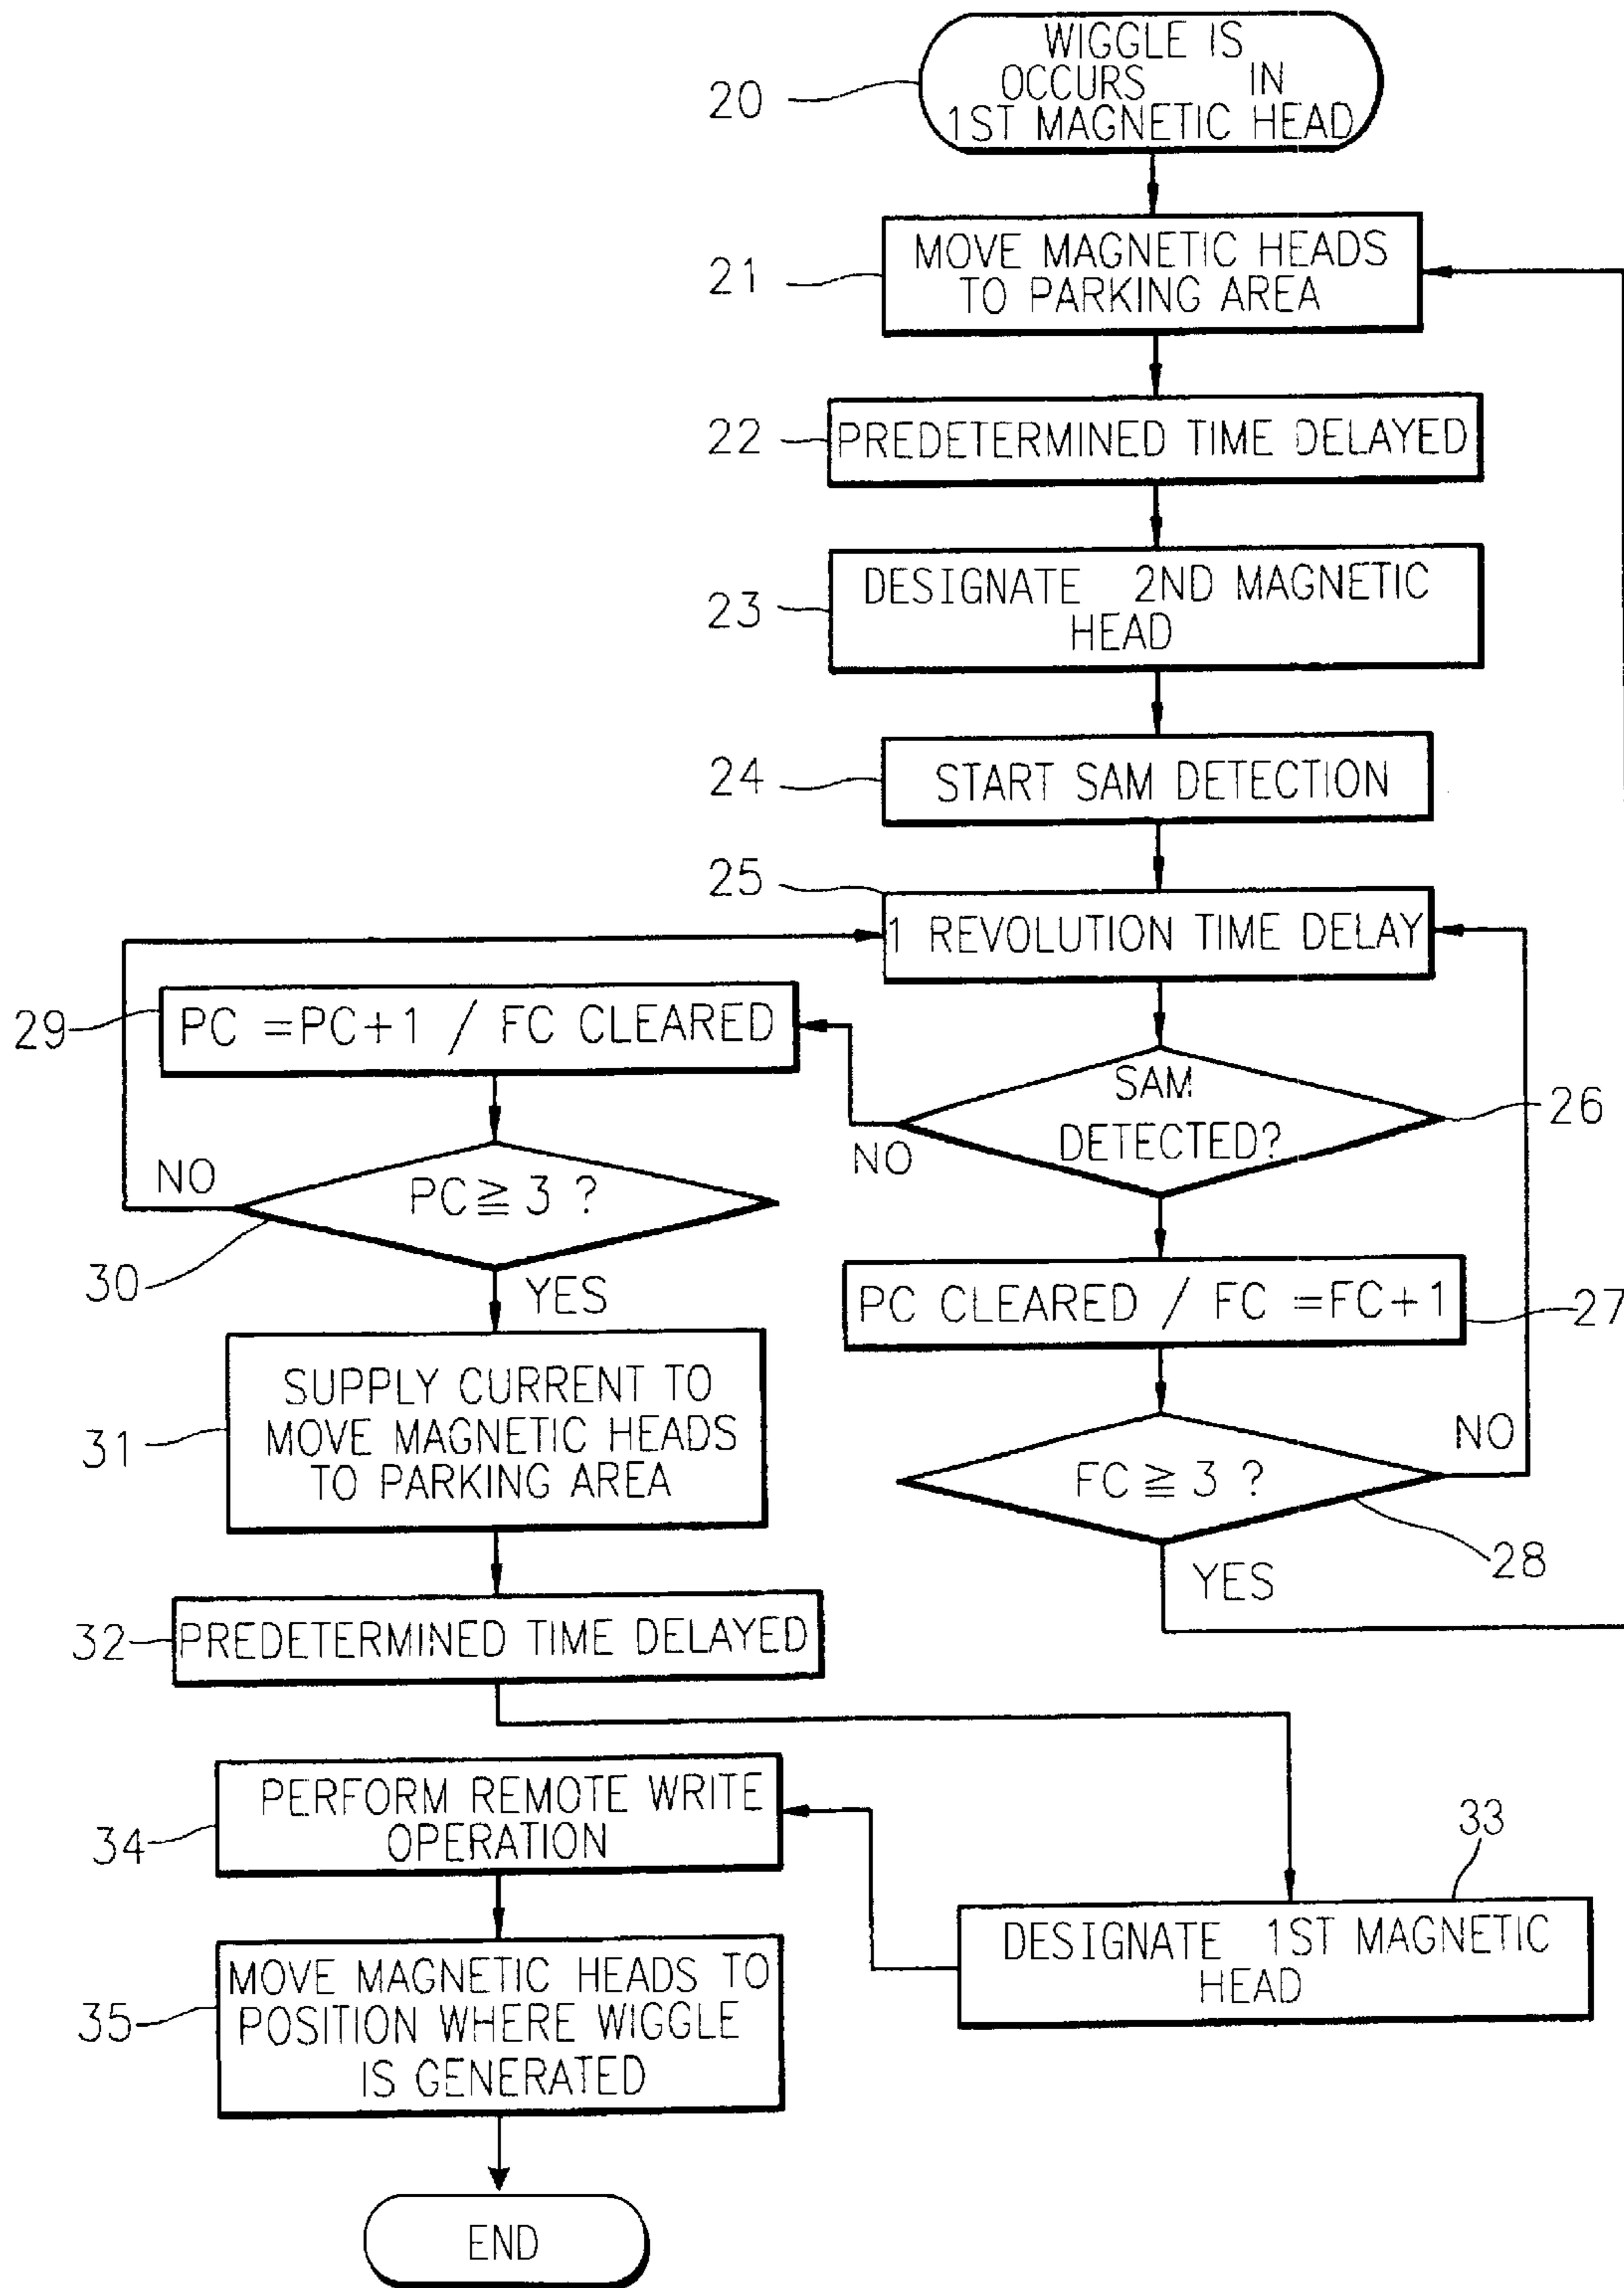 WIGGLE IS
OCCURS IN
1ST MAGNETIC HEAD
20
MOVE MAGNETIC HEADS
TO PARKING AREA
21
PREDETERMINED TIME DELAYED
22
DESIGNATE 2ND MAGNETIC
HEAD
23
START SAM DETECTION
24
25
1 REVOLUTION TIME DELAY
29
PC =PC+1 / FC CLEARED
SAM
DETECTED?
26
NO
NO
PC ≧ 3 ?
30
YES
PC CLEARED / FC =FC+1
27
SUPPLY CURRENT TO
MOVE MAGNETIC HEADS
TO PARKING AREA
31
FC ≧ 3 ?
NO
28
YES
32
PREDETERMINED TIME DELAYED
PERFORM REMOTE WRITE
OPERATION
34
33
DESIGNATE 1ST MAGNETIC
HEAD
MOVE MAGNETIC HEADS TO
POSITION WHERE WIGGLE
IS GENERATED
35
END